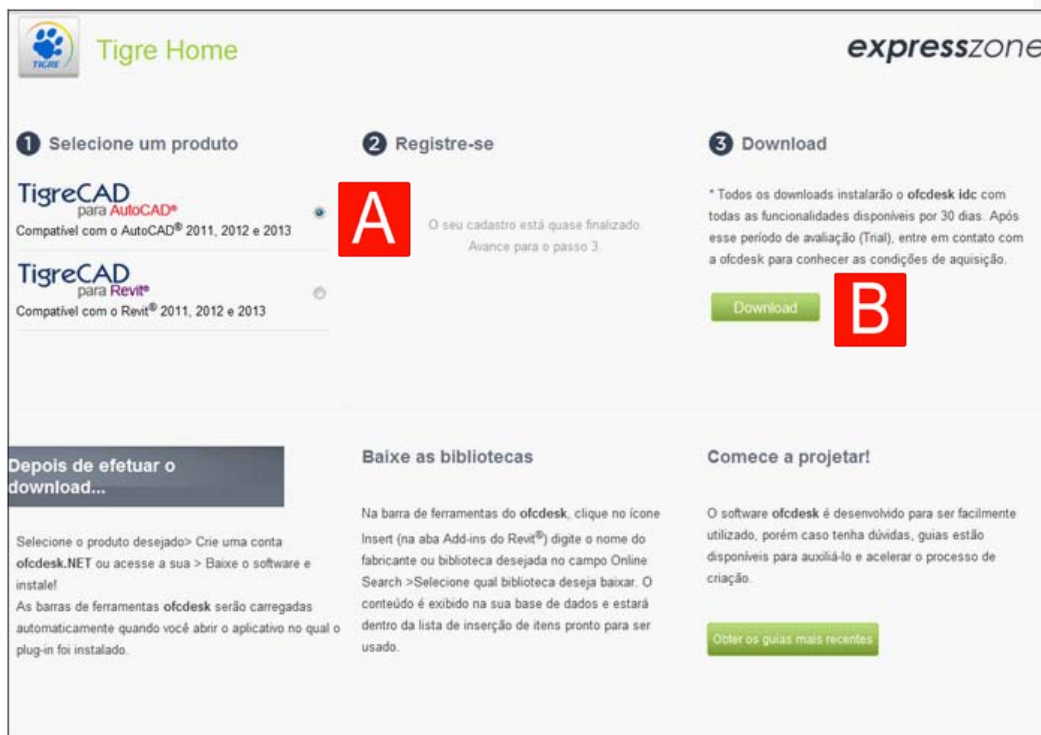 TIGRE
Tigre Home
expresszone
1 Selecione um produto
TigreCAD
para AutoCAD®
Compatível com o AutoCAD® 2011, 2012 e 2013
TigreCAD
para Revit®
Compatível com o Revit® 2011, 2012 e 2013
2 Registre-se
A
O seu cadastro está quase finalizado.
Avance para o passo 3.
3 Download
* Todos os downloads instalarão o ofcdesk idc com
todas as funcionalidades disponíveis por 30 dias. Após
esse período de avaliação (Trial), entre em contato com
a ofcdesk para conhecer as condições de aquisição.
Download
B
Depois de efetuar o
download...
Selecione o produto desejado> Crie uma conta
ofcdesk.NET ou acesse a sua > Baixe o software e
instale!
As barras de ferramentas ofcdesk serão carregadas
automaticamente quando você abrir o aplicativo no qual o
plug-in foi instalado.
Baixe as bibliotecas
Na barra de ferramentas do ofcdesk, clique no ícone
Insert (na aba Add-ins do Revit®) digite o nome do
fabricante ou biblioteca desejada no campo Online
Search >Selecione qual biblioteca deseja baixar. O
conteúdo é exibido na sua base de dados e estará
dentro da lista de inserção de itens pronto para ser
usado.
Comece a projetar!
O software ofcdesk é desenvolvido para ser facilmente
utilizado, porém caso tenha dúvidas, guias estão
disponíveis para auxiliá-lo e acelerar o processo de
criação.
Obter os guias mais recentes